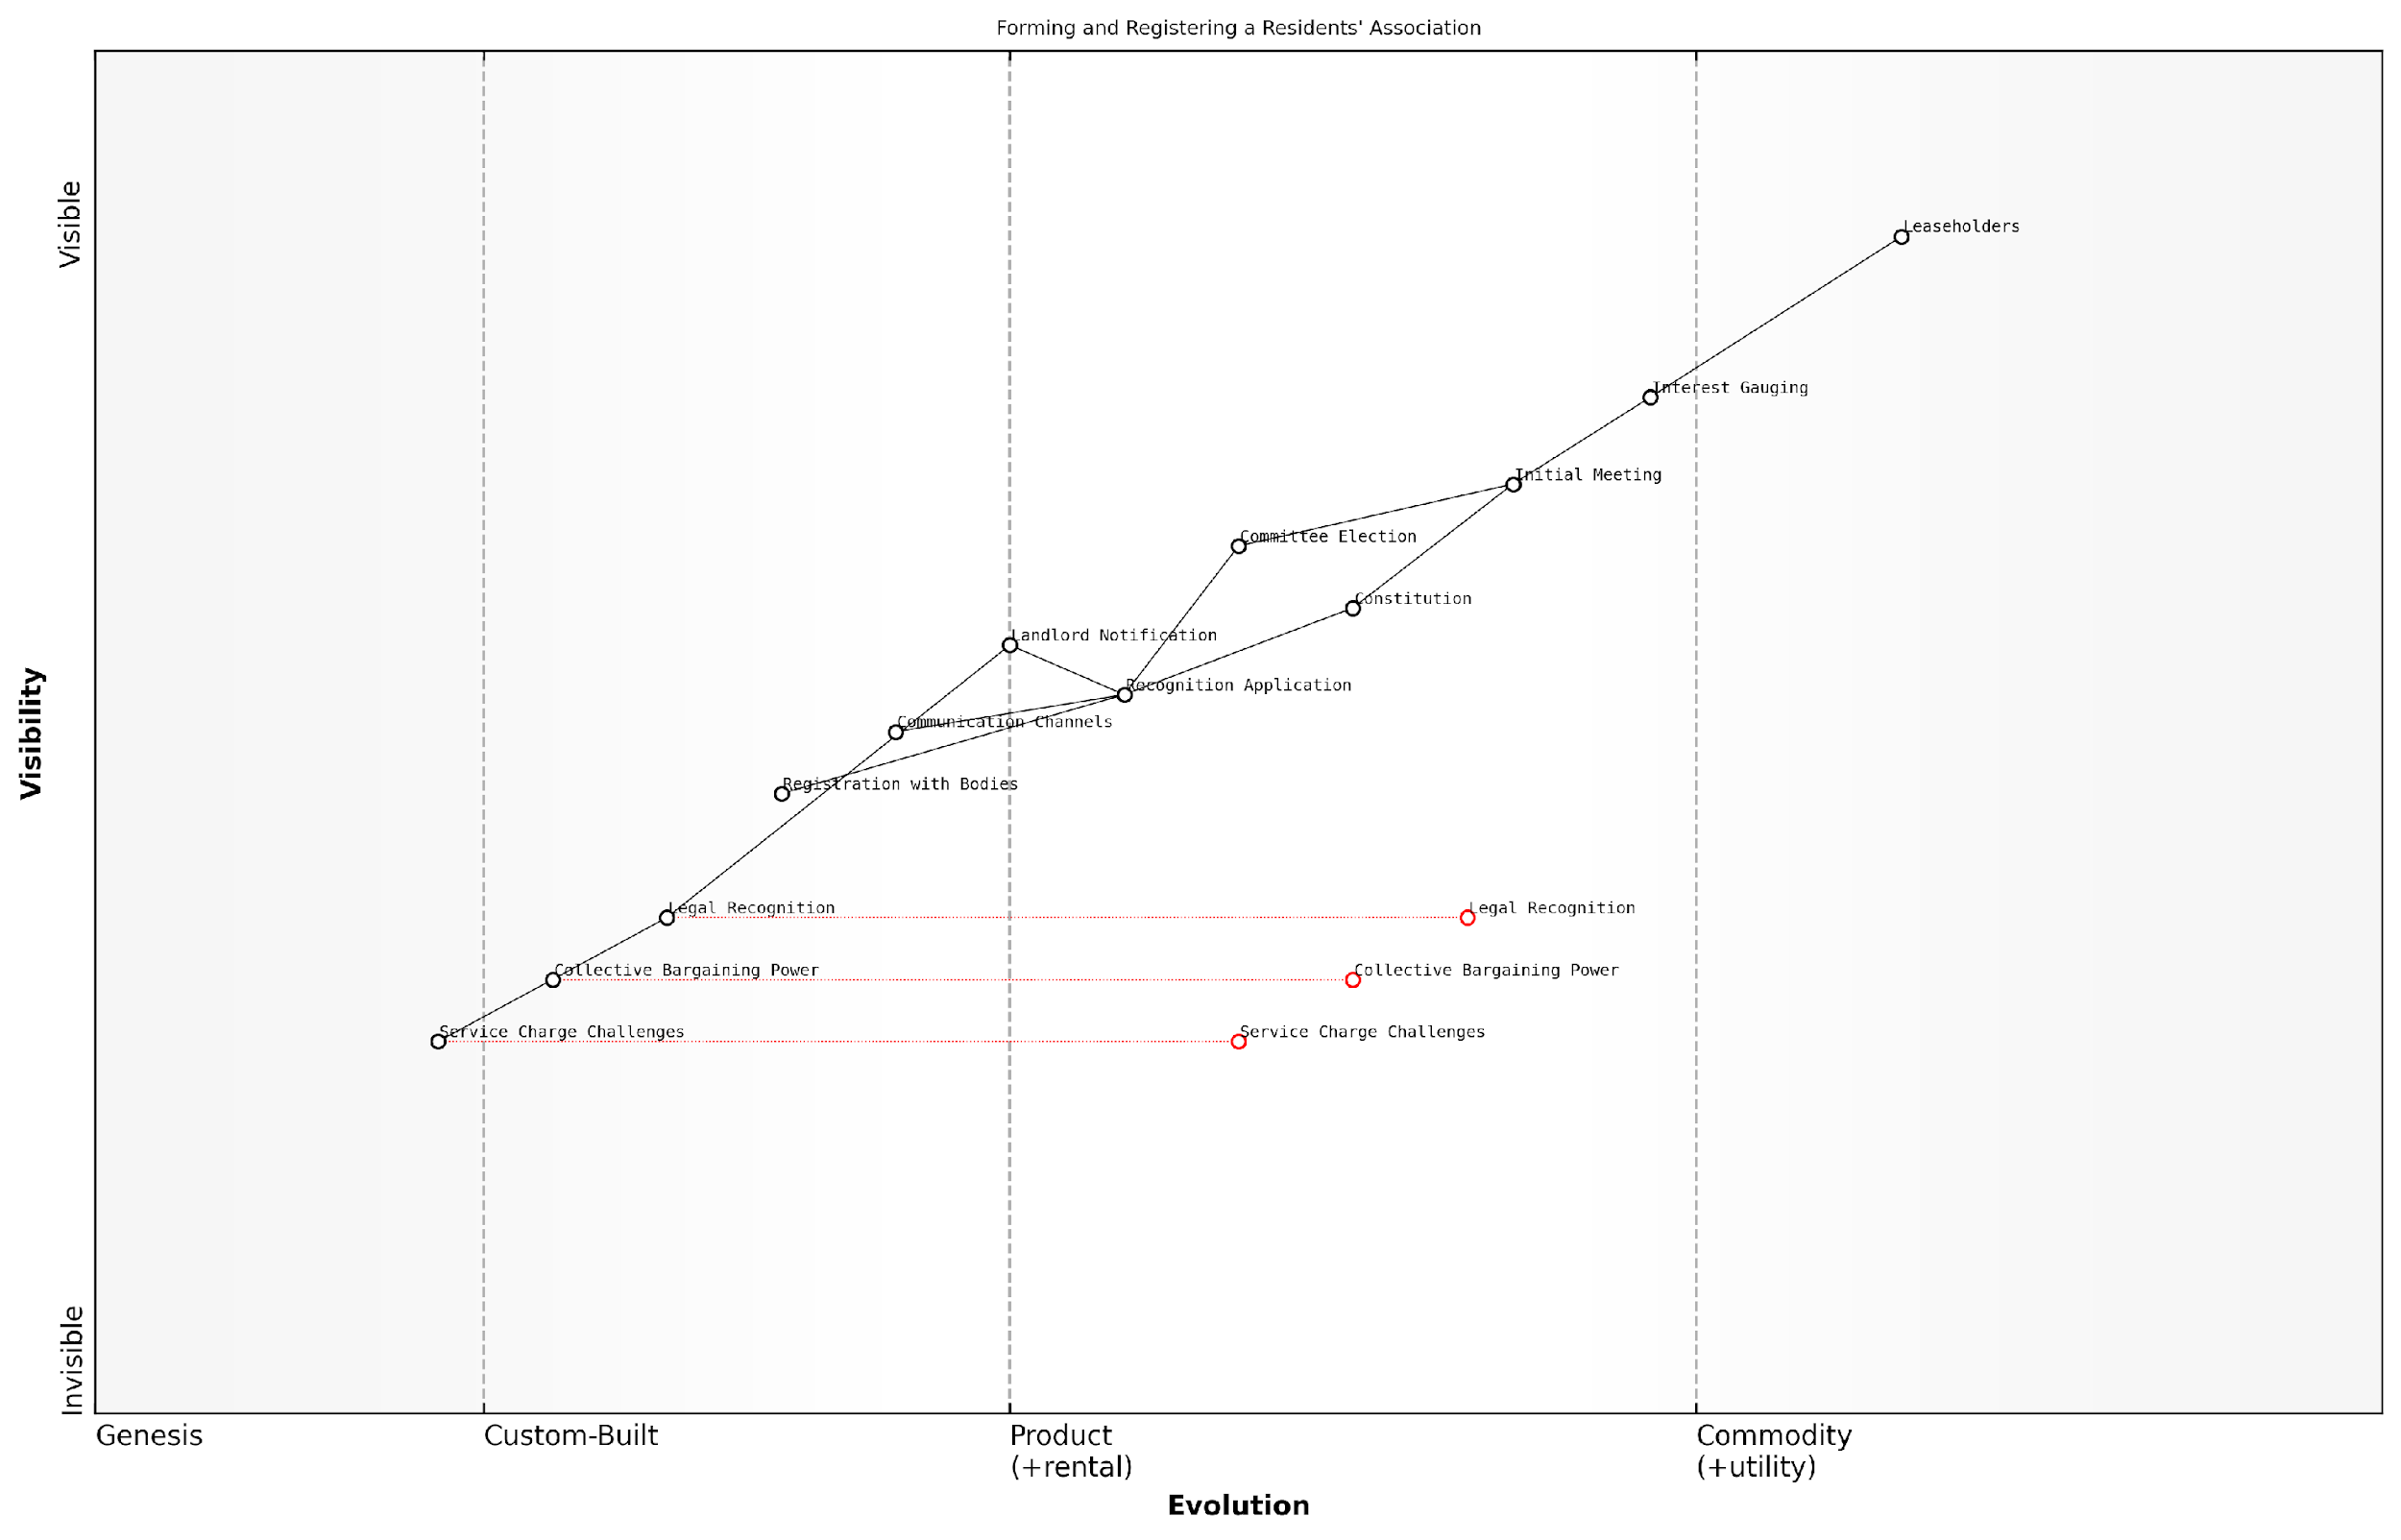 Forming and Registering a Residents' Association
Visible
Leaseholders
Interest Gauging
Initial Meeting
Committee Election
Constitution
Landlord Notification
Recognition Application
Communication Channels
Visibility
Registration with Bodies
Legal Recognition
Legal Recognition
Collective Bargaining Power
Collective Bargaining Power
Service Charge Challenges
Service Charge Challenges
Invisible
Genesis
Custom-Built
Product
(+rental)
Commodity
(+utility)
Evolution